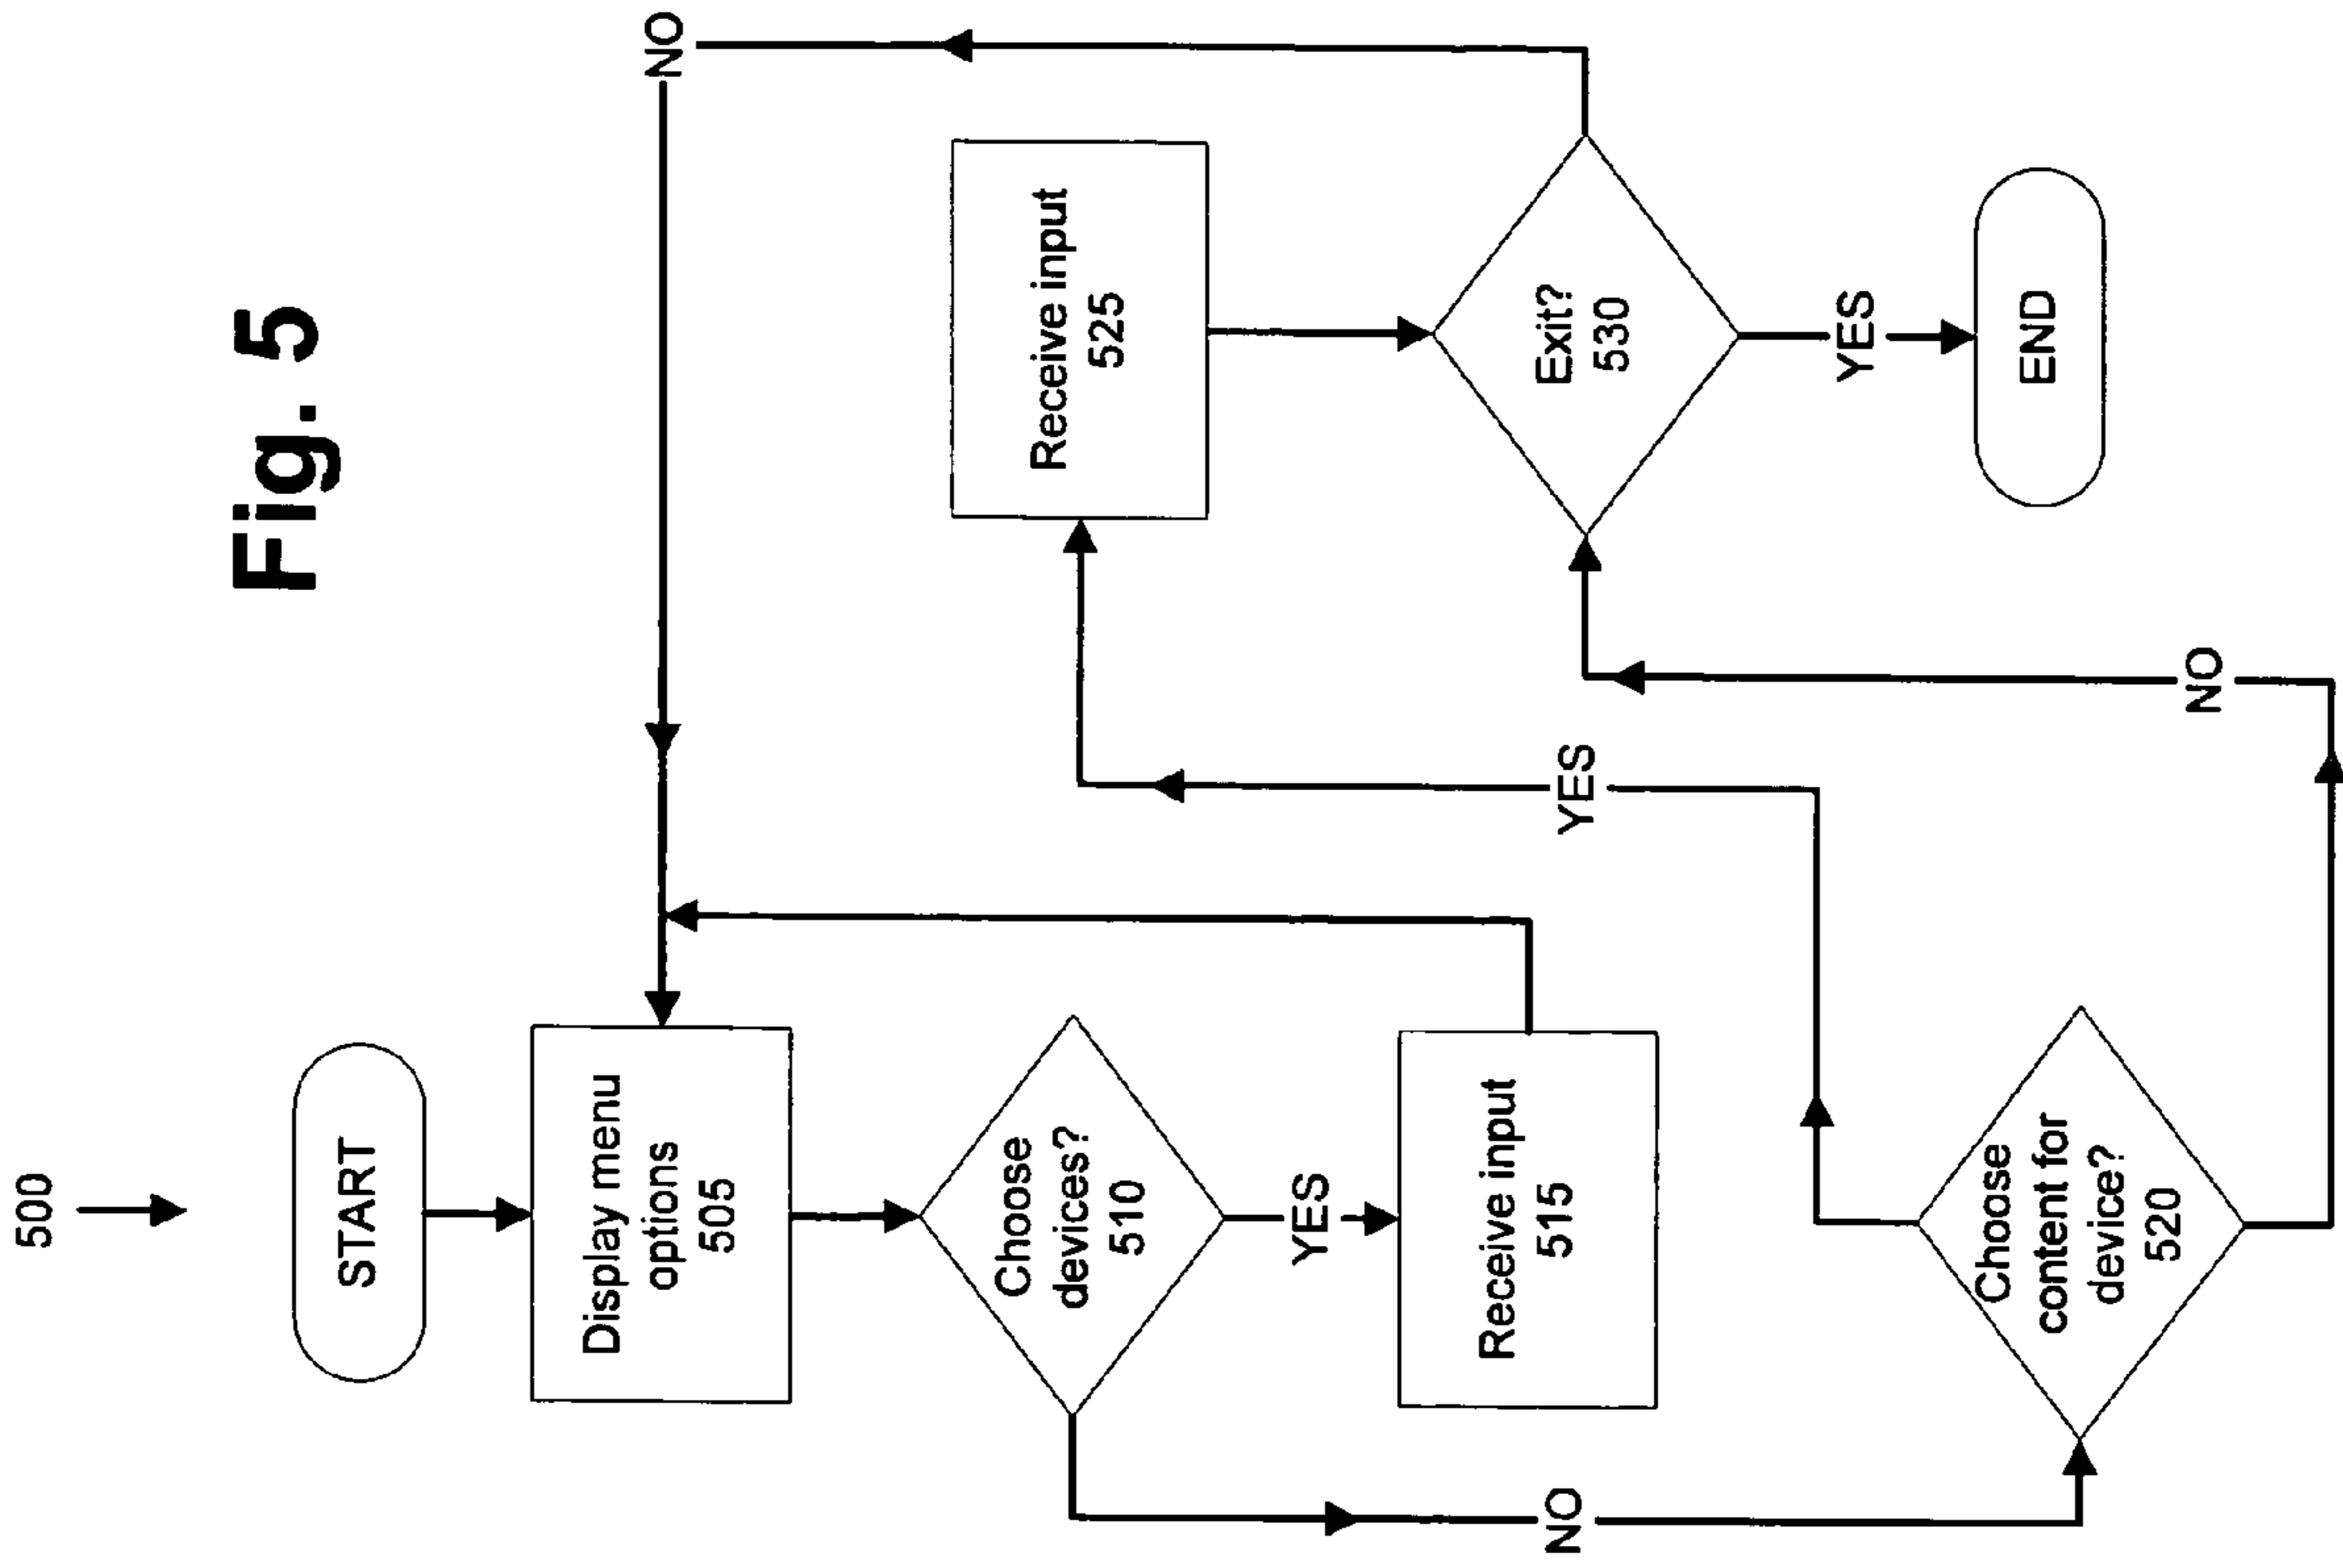 500
Fig. 5
START
Display menu
options
505
Choose
devices?
510
YES
NO
Receive input
515
Choose
content for
device?
520
YES
NO
Receive input
525
Exit?
530
NO
YES
END